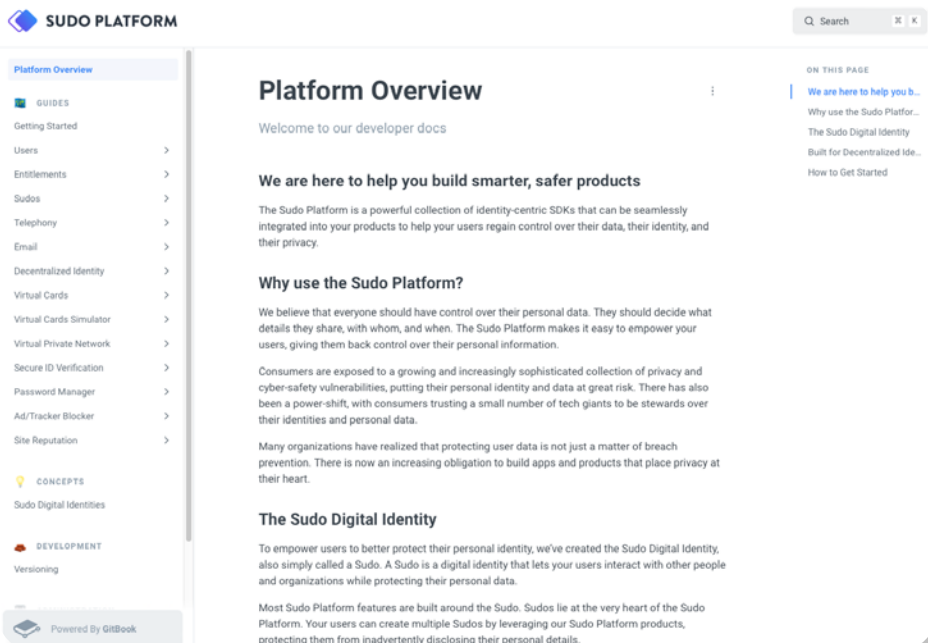 SUDO PLATFORM
Search
⌘ K
Platform Overview
GUIDES
Getting Started
Users
Entitlements
Sudos
Telephony
Email
Decentralized Identity
Virtual Cards
Virtual Cards Simulator
Virtual Private Network
Secure ID Verification
Password Manager
Ad/Tracker Blocker
Site Reputation
CONCEPTS
Sudo Digital Identities
DEVELOPMENT
Versioning
Powered By GitBook
Platform Overview
Welcome to our developer docs
We are here to help you build smarter, safer products
The Sudo Platform is a powerful collection of identity-centric SDKs that can be seamlessly
integrated into your products to help your users regain control over their data, their identity, and
their privacy.
Why use the Sudo Platform?
We believe that everyone should have control over their personal data. They should decide what
details they share, with whom, and when. The Sudo Platform makes it easy to empower your
users, giving them back control over their personal information.
Consumers are exposed to a growing and increasingly sophisticated collection of privacy and
cyber-safety vulnerabilities, putting their personal identity and data at great risk. There has also
been a power-shift, with consumers trusting a small number of tech giants to be stewards over
their identities and personal data.
Many organizations have realized that protecting user data is not just a matter of breach
prevention. There is now an increasing obligation to build apps and products that place privacy at
their heart.
The Sudo Digital Identity
To empower users to better protect their personal identity, we've created the Sudo Digital Identity,
also simply called a Sudo. A Sudo is a digital identity that lets your users interact with other people
and organizations while protecting their personal data.
Most Sudo Platform features are built around the Sudo. Sudos lie at the very heart of the Sudo
Platform. Your users can create multiple Sudos by leveraging our Sudo Platform products,
protecting them from inadvertently disclosing their personal details.
ON THIS PAGE
We are here to help you b...
Why use the Sudo Platfor...
The Sudo Digital Identity
Built for Decentralized Ide...
How to Get Started